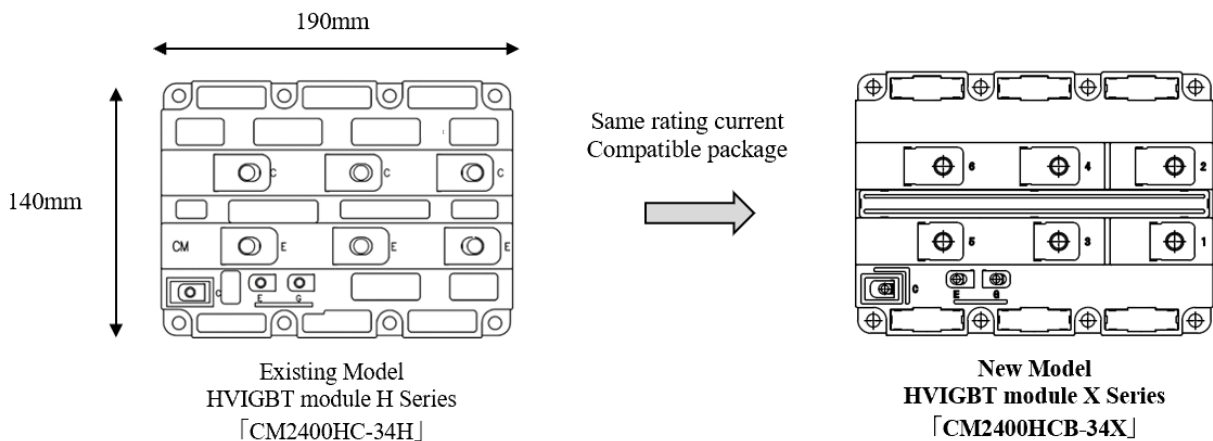 190mm
140mm
C C C
CM E E E
C E G
Existing Model
HVIGBT module H Series
「CM2400HC-34H」
Same rating current
Compatible package
6 4 2
5 3 1
C E G
New Model
HVIGBT module X Series
「CM2400HCB-34X」